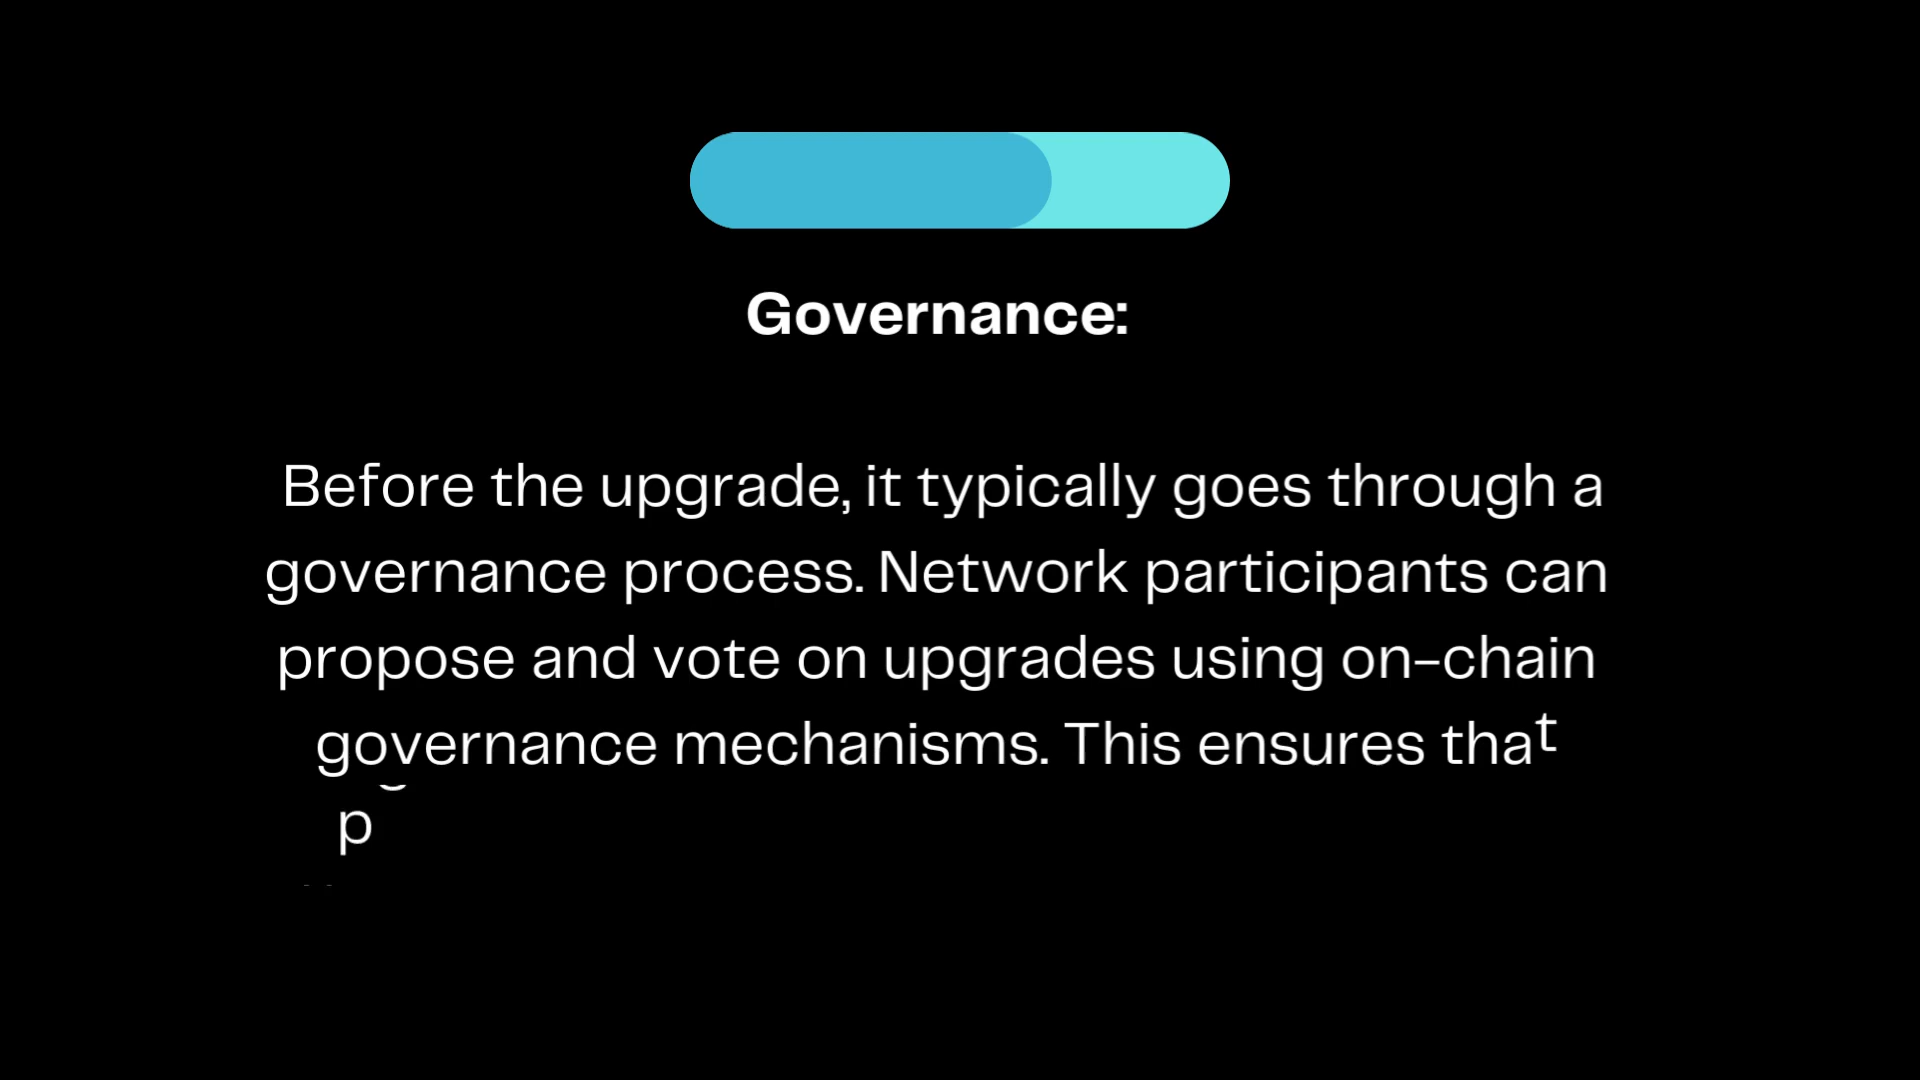 Governance:
Before the upgrade, it typically goes through a
governance process. Network participants can
propose and vote on upgrades using on-chain
governance mechanisms. This ensures that
p